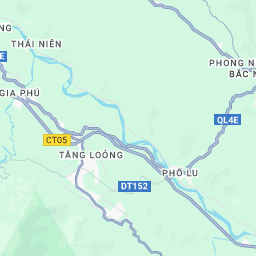 THÁI NIÊN
PHONG N
BẮC N
GIA PHÚ
QL4E
CT05
TẰNG LOỎNG
PHỐ LU
DT152